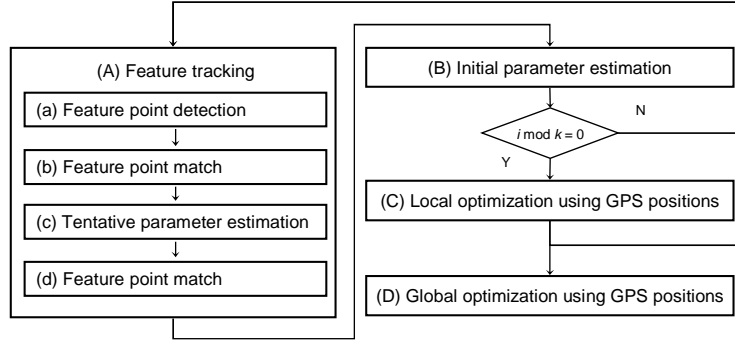 (A) Feature tracking
(a) Feature point detection
(b) Feature point match
(c) Tentative parameter estimation
(d) Feature point match
(B) Initial parameter estimation
i mod k = 0
N
Y
(C) Local optimization using GPS positions
(D) Global optimization using GPS positions